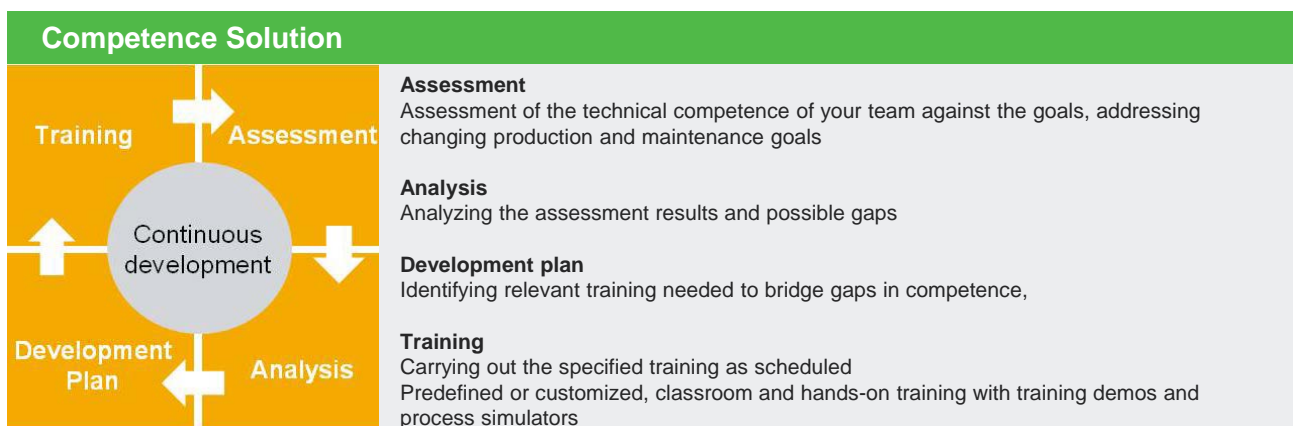 Competence Solution
Training
Assessment
Continuous
development
Development
Plan
Analysis
Assessment
Assessment of the technical competence of your team against the goals, addressing
changing production and maintenance goals
Analysis
Analyzing the assessment results and possible gaps
Development plan
Identifying relevant training needed to bridge gaps in competence,
Training
Carrying out the specified training as scheduled
Predefined or customized, classroom and hands-on training with training demos and
process simulators